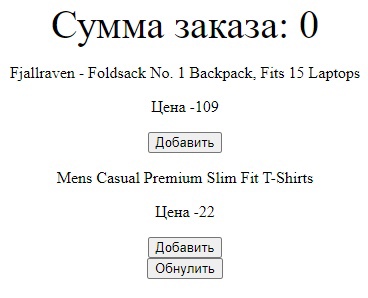 Сумма заказа: 0
Fjallraven - Foldsack No. 1 Backpack, Fits 15 Laptops
Цена -109
Добавить
Mens Casual Premium Slim Fit T-Shirts
Цена -22
Добавить
Обнулить